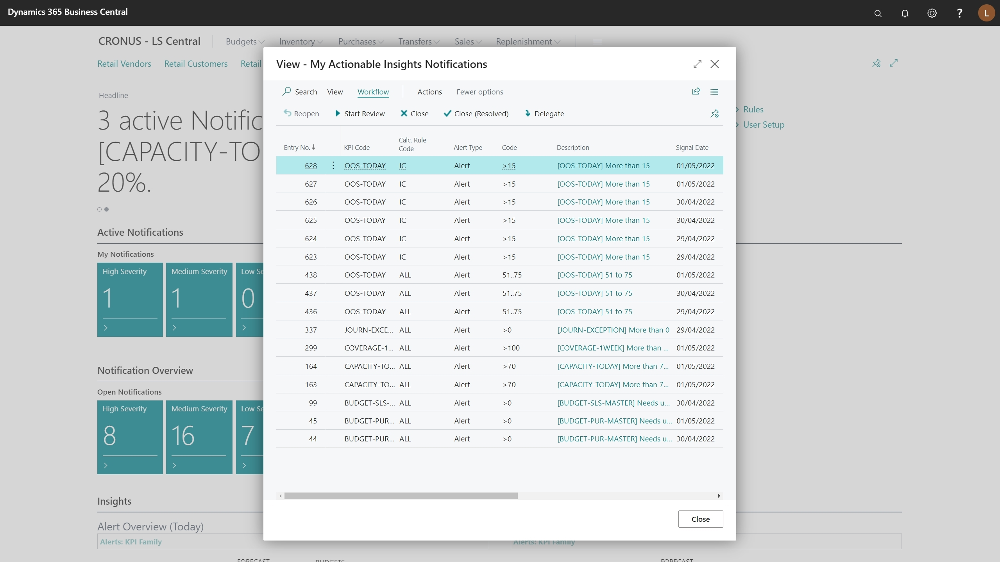 Dynamics 365 Business Central
? L
CRONUS - LS Central Budgets Inventory Purchases Transfers Sales Replenishment
Retail Vendors Retail Customers Retail
Headline
3 active Notific
[CAPACITY-TO
20%.
Active Notifications
My Notifications
High Severity Medium Severity Low Se
1 1 0
Notification Overview
Open Notifications
High Severity Medium Severity Low Se
8 16 7
Insights
Alert Overview (Today)
Alerts: KPI Family
FORECAST BUDGETS
View - My Actionable Insights Notifications
Search View Workflow Actions Fewer options
Reopen Start Review Close Close (Resolved) Delegate
Entry No. KPI Code Calc. Rule Code Alert Type Code Description Signal Date
628 OOS-TODAY IC Alert >15 [OOS-TODAY] More than 15 01/05/2022
627 OOS-TODAY IC Alert >15 [OOS-TODAY] More than 15 01/05/2022
626 OOS-TODAY IC Alert >15 [OOS-TODAY] More than 15 30/04/2022
625 OOS-TODAY IC Alert >15 [OOS-TODAY] More than 15 30/04/2022
624 OOS-TODAY IC Alert >15 [OOS-TODAY] More than 15 29/04/2022
623 OOS-TODAY IC Alert >15 [OOS-TODAY] More than 15 29/04/2022
438 OOS-TODAY ALL Alert 51..75 [OOS-TODAY] 51 to 75 01/05/2022
437 OOS-TODAY ALL Alert 51..75 [OOS-TODAY] 51 to 75 30/04/2022
436 OOS-TODAY ALL Alert 51..75 [OOS-TODAY] 51 to 75 29/04/2022
337 JOURN-EXCE... ALL Alert >0 [JOURN-EXCEPTION] More than 0 29/04/2022
299 COVERAGE-1... ALL Alert >100 [COVERAGE-1WEEK] More than ... 01/05/2022
164 CAPACITY-TO... ALL Alert >70 [CAPACITY-TODAY] More than 7... 01/05/2022
163 CAPACITY-TO... ALL Alert >70 [CAPACITY-TODAY] More than 7... 01/05/2022
99 BUDGET-SLS-... ALL Alert >0 [BUDGET-SLS-MASTER] Needs u... 30/04/2022
45 BUDGET-PUR... ALL Alert >0 [BUDGET-PUR-MASTER] Needs u... 01/05/2022
44 BUDGET-PUR... ALL Alert >0 [BUDGET-PUR-MASTER] Needs u... 30/04/2022
Close
Rules
User Setup
Alerts: KPI Family
FORECAST